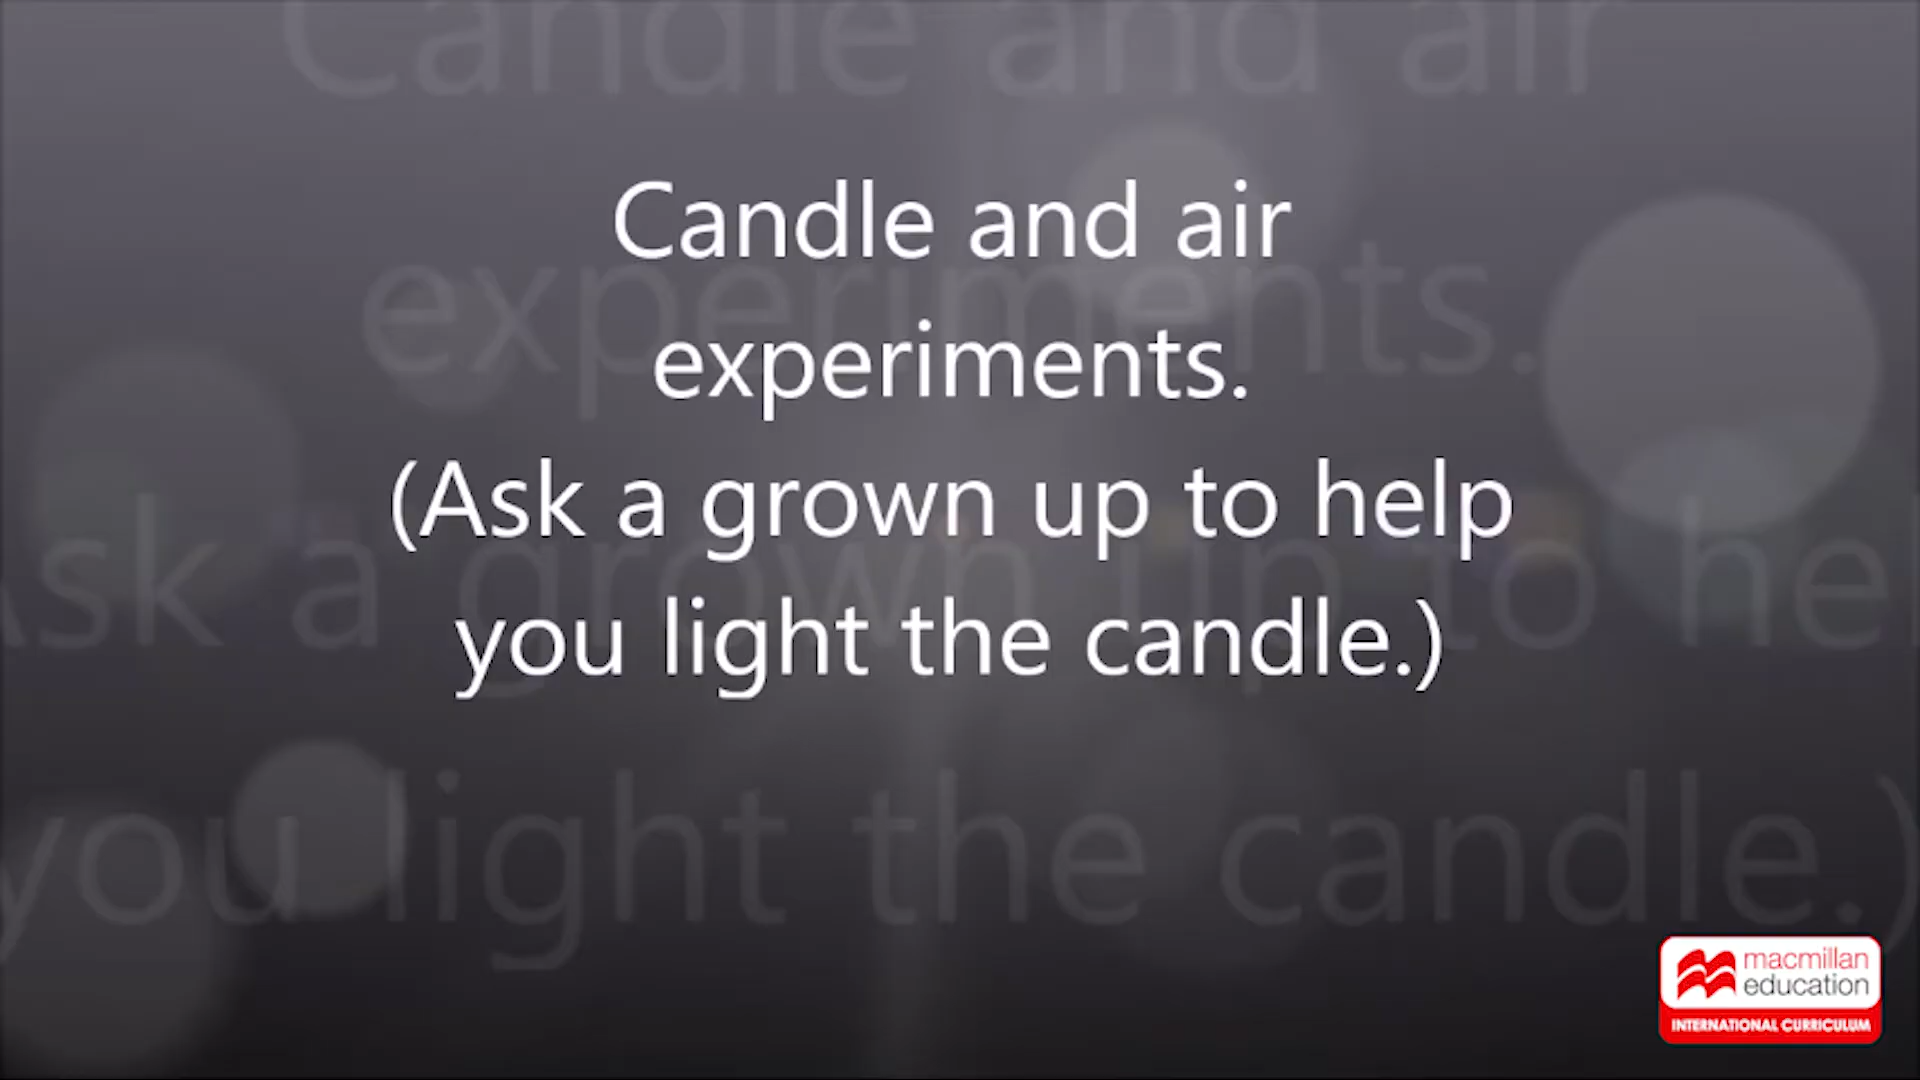 Candle and air
experiments.
(Ask a grown up to help
you light the candle.)
macmillan
education
INTERNATIONAL CURRICULUM